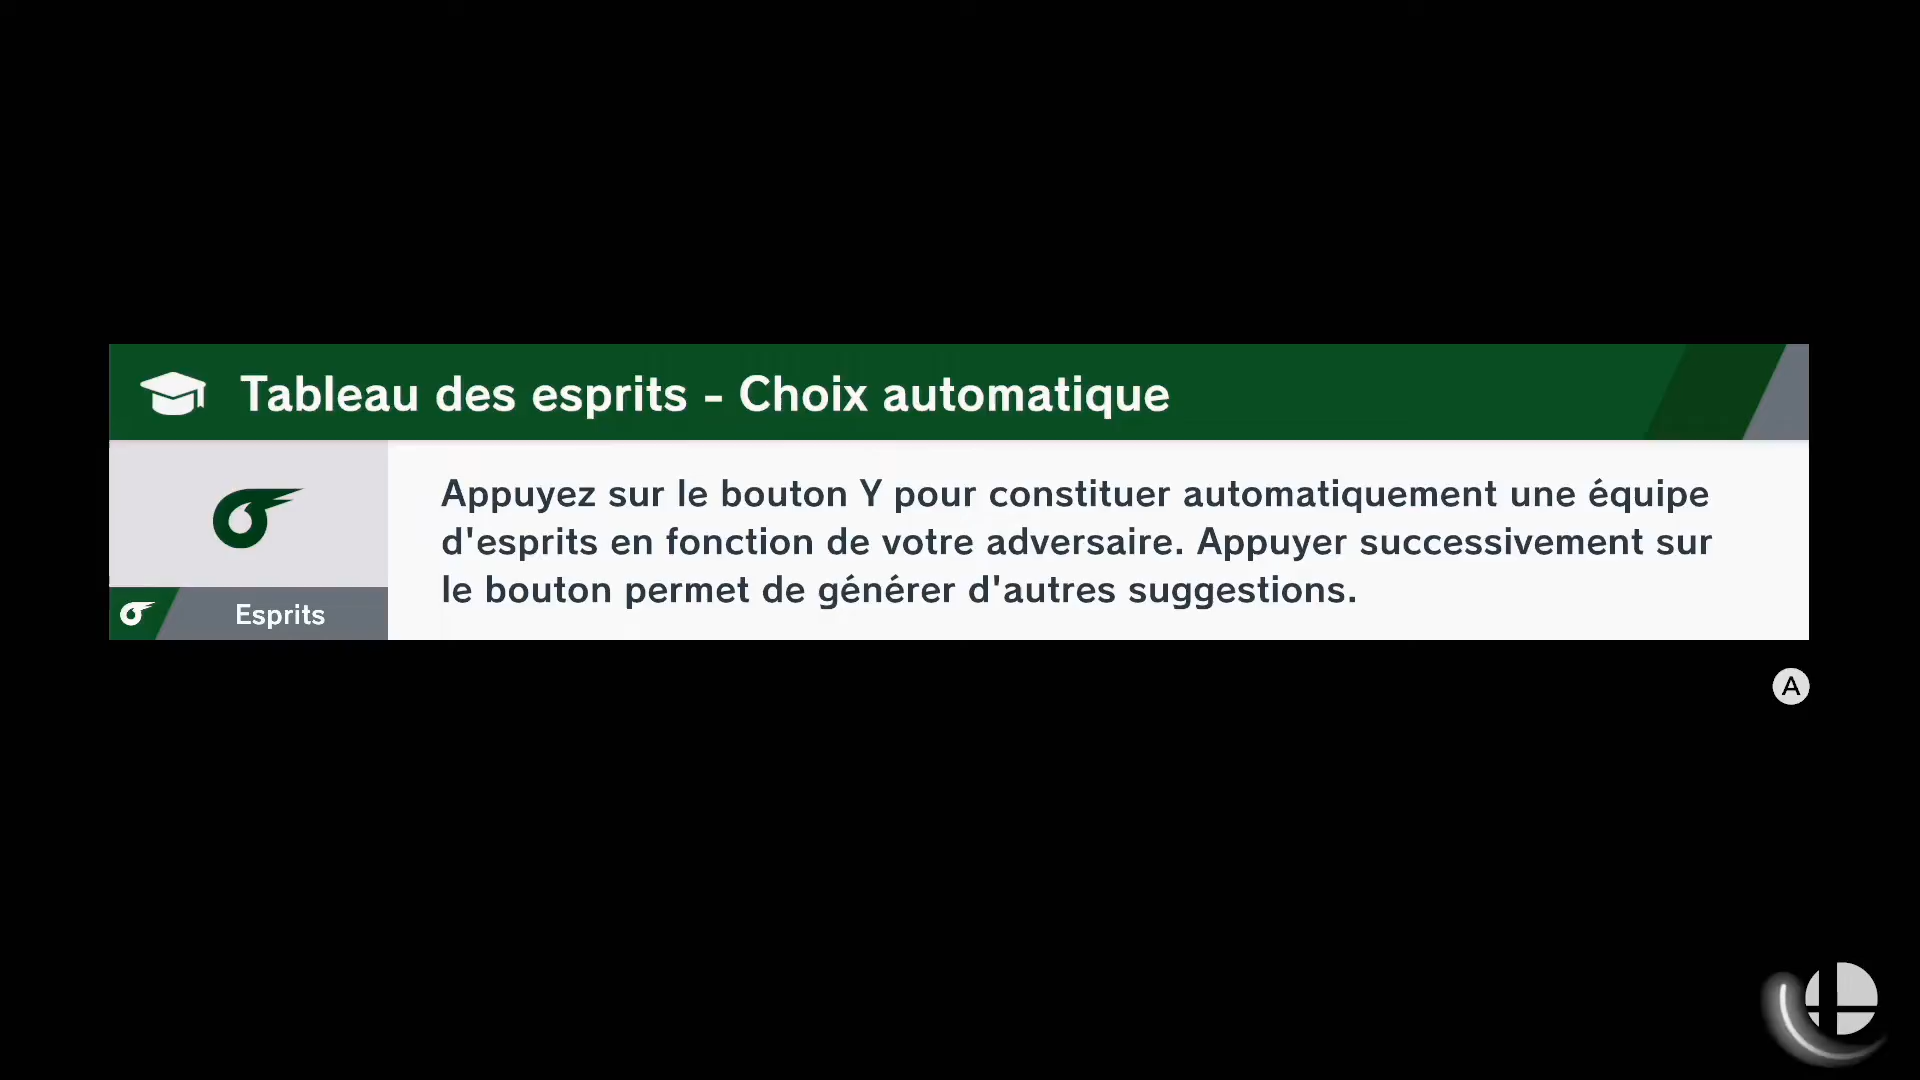 Tableau des esprits - Choix automatique
Appuyez sur le bouton Y pour constituer automatiquement une équipe
d'esprits en fonction de votre adversaire. Appuyer successivement sur
le bouton permet de générer d'autres suggestions.
Esprits
A